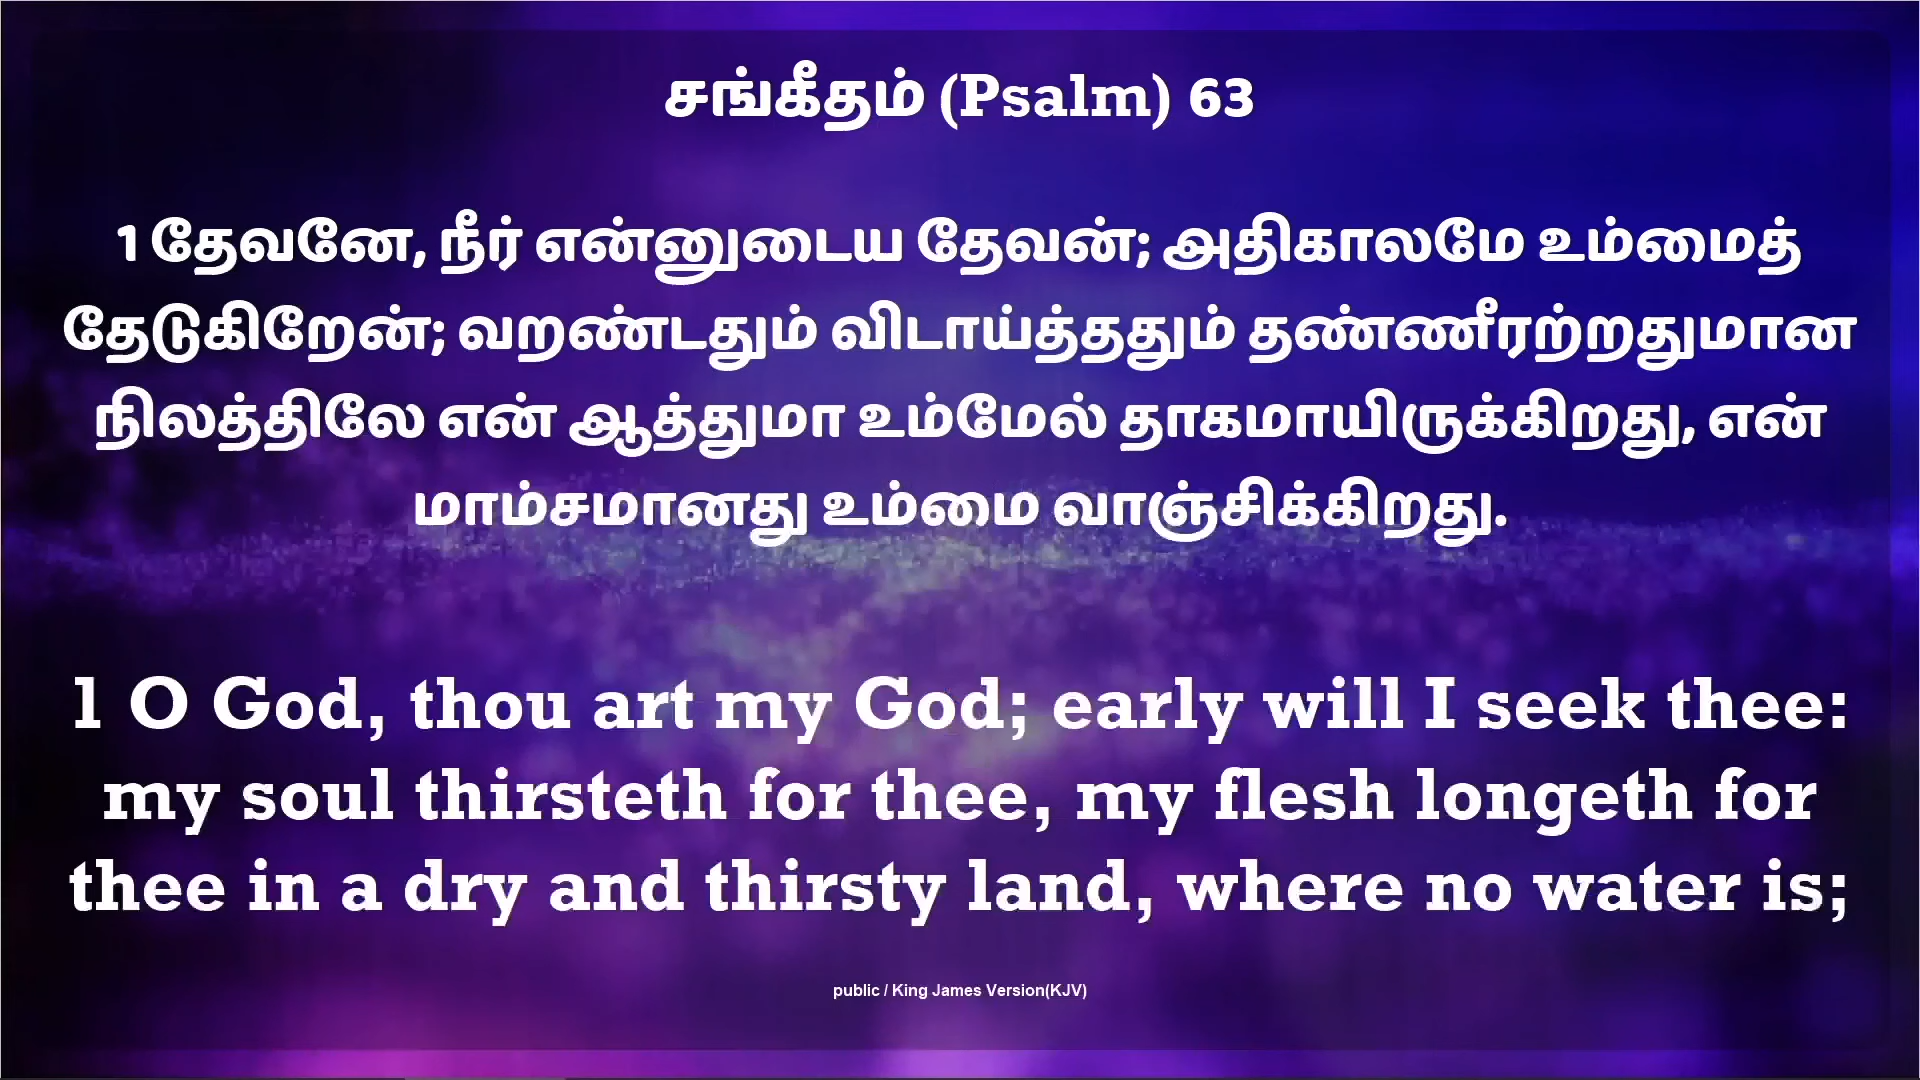 சங்கீதம் (Psalm) 63
1 தேவனே, நீர் என்னுடைய தேவன்; அதிகாலமே உம்மைத்
தேடுகிறேன்; வறண்டதும் விடாய்த்ததும் தண்ணீரற்றதுமான
நிலத்திலே என் ஆத்துமா உம்மேல் தாகமாயிருக்கிறது, என்
மாம்சமானது உம்மை வாஞ்சிக்கிறது.
1 O God, thou art my God; early will I seek thee:
my soul thirsteth for thee, my flesh longeth for
thee in a dry and thirsty land, where no water is;
public / King James Version(KJV)